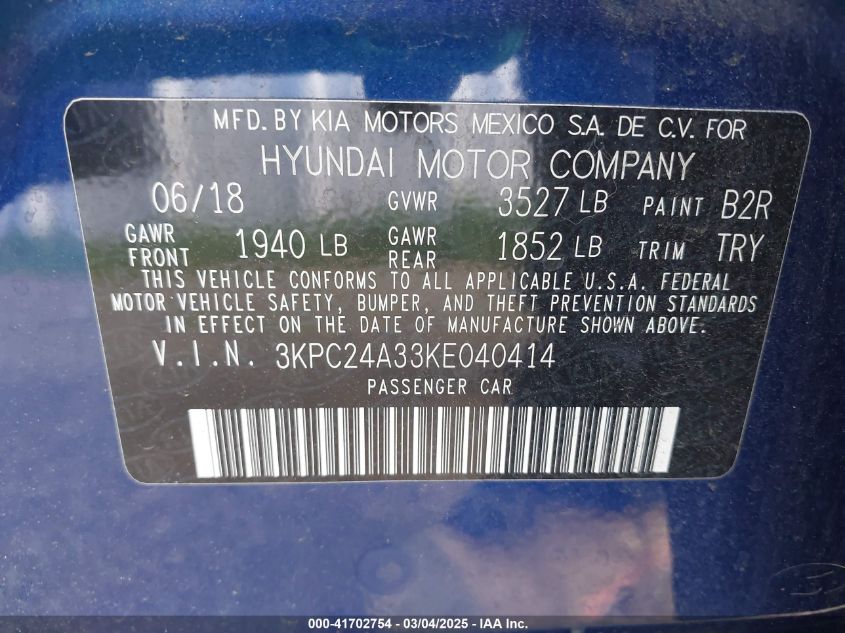 MFD. BY KIA MOTORS MEXICO S.A. DE C.V. FOR
HYUNDAI MOTOR COMPANY
06/18 GVWR 3527 LB PAINT B2R
GAWR FRONT 1940 LB GAWR REAR 1852 LB TRIM TRY
THIS VEHICLE CONFORMS TO ALL APPLICABLE U.S.A. FEDERAL
MOTOR VEHICLE SAFETY, BUMPER, AND THEFT PREVENTION STANDARDS
IN EFFECT ON THE DATE OF MANUFACTURE SHOWN ABOVE.
V.I.N. 3KPC24A33KE040414
PASSENGER CAR
000-41702754 - 03/04/2025 - IAA Inc.